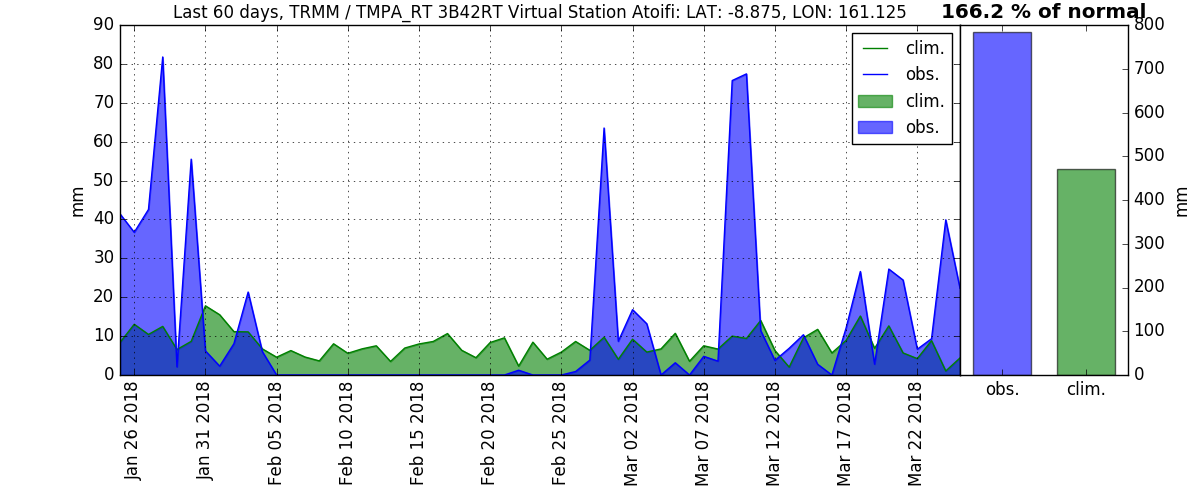 Last 60 days, TRMM / TMPA_RT 3B42RT Virtual Station Atoifi: LAT: -8.875, LON: 161.125
166.2 % of normal
90
80
70
60
50
40
30
20
10
0
mm
clim.
obs.
clim.
obs.
Jan 26 2018
Jan 31 2018
Feb 05 2018
Feb 10 2018
Feb 15 2018
Feb 20 2018
Feb 25 2018
Mar 02 2018
Mar 07 2018
Mar 12 2018
Mar 17 2018
Mar 22 2018
800
700
600
500
400
300
200
100
0
mm
obs.
clim.